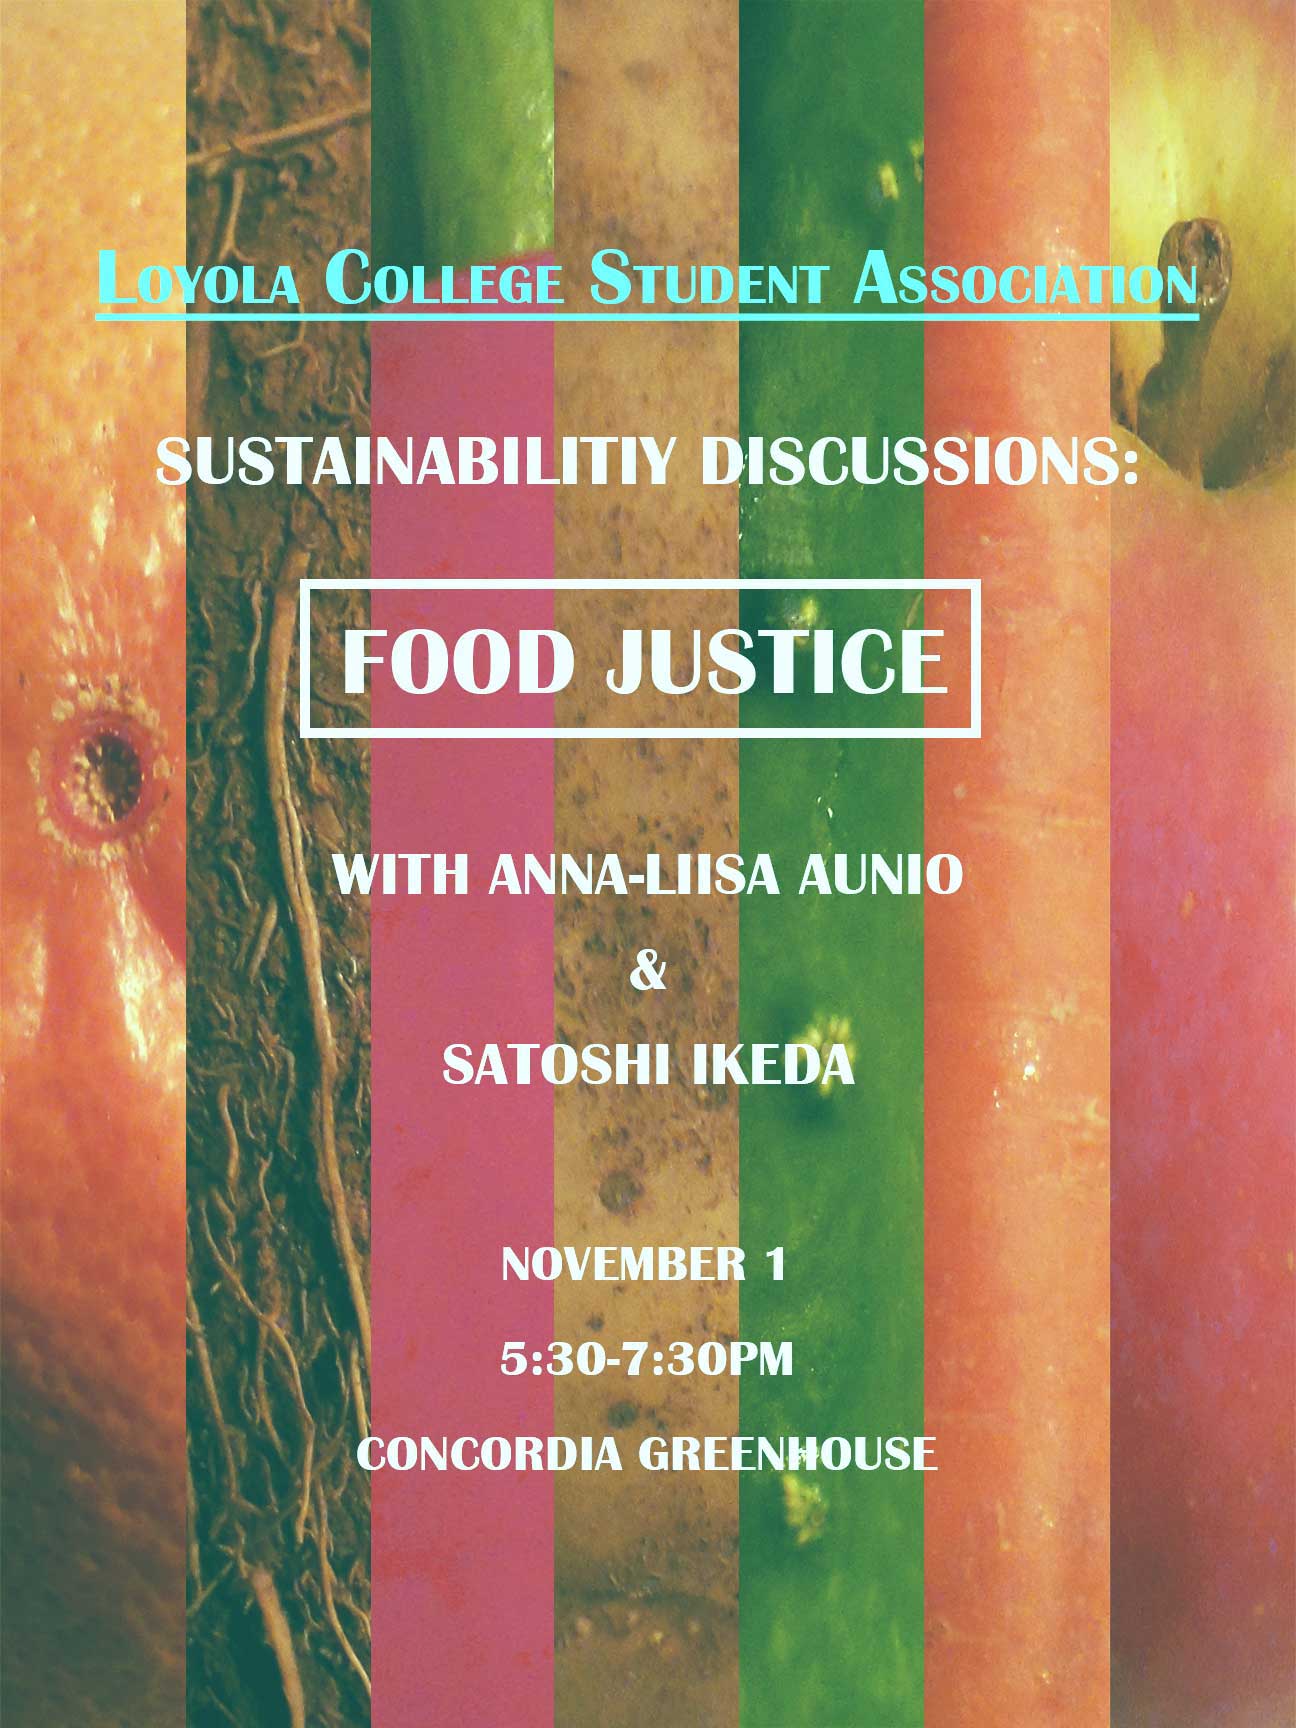 LOYOLA COLLEGE STUDENT ASSOCIATION
SUSTAINABILITIY DISCUSSIONS:
FOOD JUSTICE
WITH ANNA-LIISA AUNIO
&
SATOSHI IKEDA
NOVEMBER 1
5:30-7:30PM
CONCORDIA GREENHOUSE